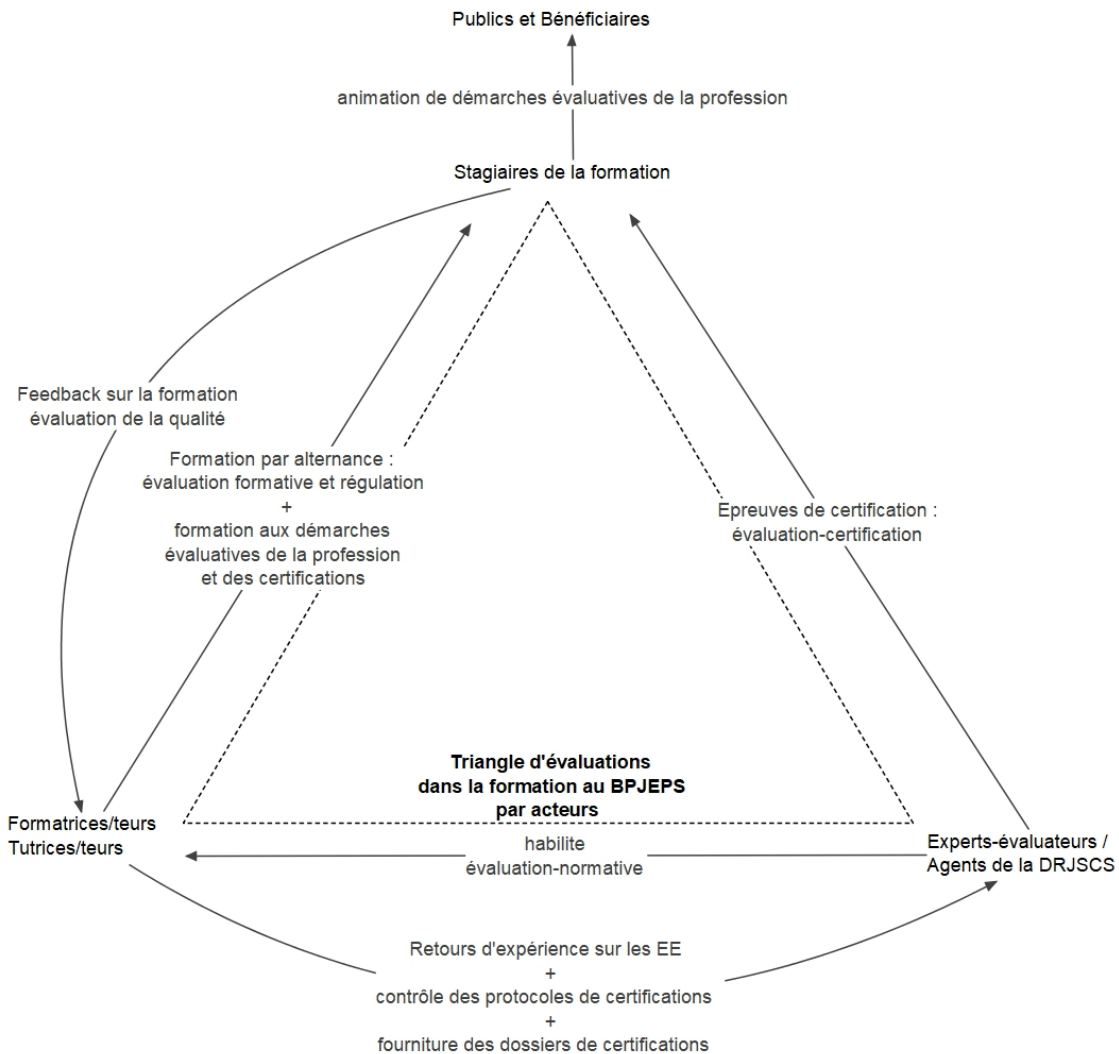 Publics et Bénéficiaires
animation de démarches évaluatives de la profession
Stagiaires de la formation
Feedback sur la formation
évaluation de la qualité
Formation par alternance :
évaluation formative et régulation
+
formation aux démarches
évaluatives de la profession
et des certifications
Epreuves de certification :
évaluation-certification
Triangle d'évaluations
dans la formation au BPJEPS
par acteurs
Formatrices/teurs
Tutrices/teurs
habilite
évaluation-normative
Experts-évaluateurs /
Agents de la DRJSCS
Retours d'expérience sur les EE
+
contrôle des protocoles de certifications
+
fourniture des dossiers de certifications